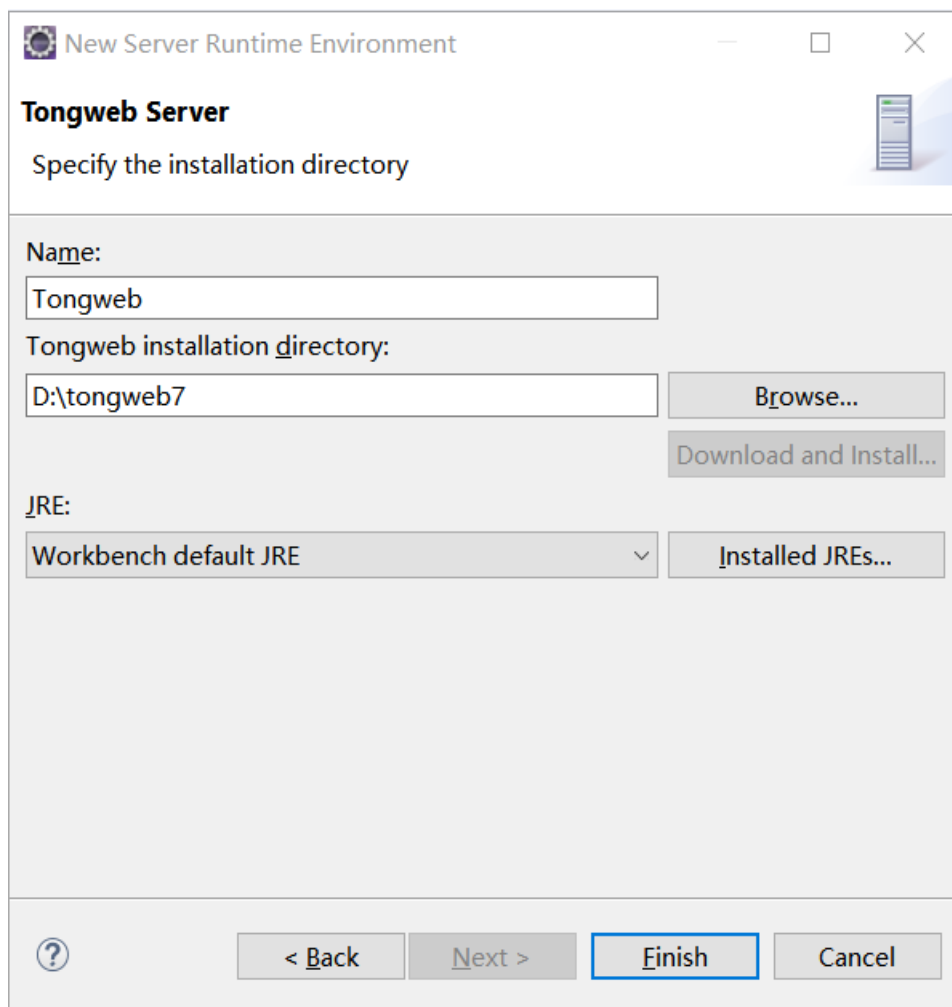 New Server Runtime Environment
Tongweb Server
Specify the installation directory
Name:
Tongweb
Tongweb installation directory:
D:\tongweb7
Browse...
Download and Install...
JRE:
Workbench default JRE
Installed JREs...
?
< Back
Next >
Finish
Cancel